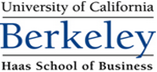 University of California
Berkeley
Haas School of Business